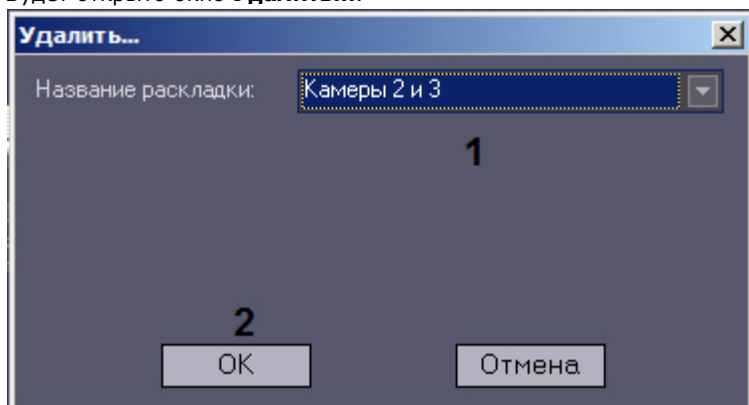 Будет открыто окно Удалить...
Удалить...
Название раскладки: Камеры 2 и 3
1
2
OK Отмена